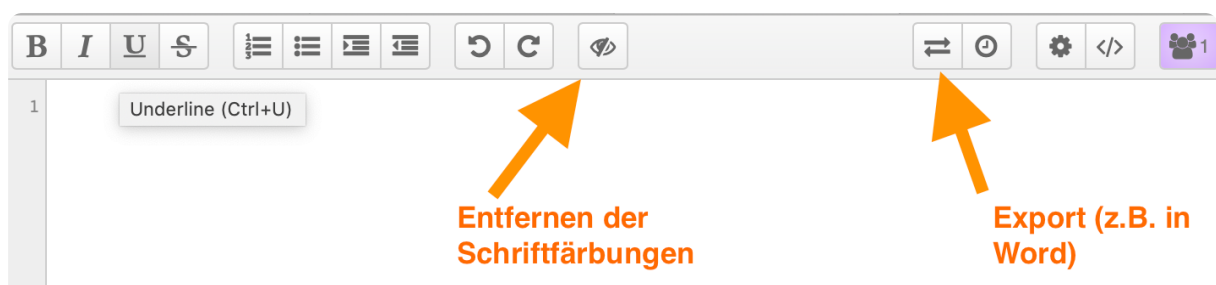 B I U S </> 1
1
Underline (Ctrl+U)
Entfernen der
Schriftfärbungen
Export (z.B. in
Word)